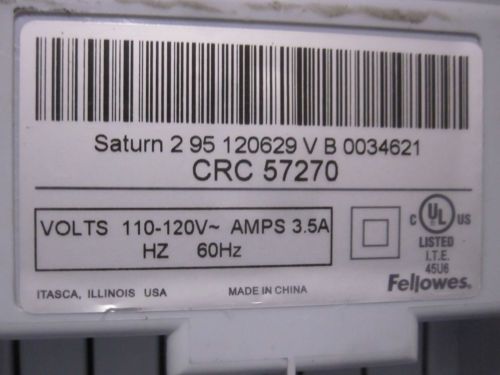 Saturn 2 95 120629 V B 0034621
CRC 57270
VOLTS 110-120V~ AMPS 3.5A
HZ 60Hz
C UL US
LISTED
I.T.E.
45U6
Fellowes.
ITASCA, ILLINOIS USA MADE IN CHINA